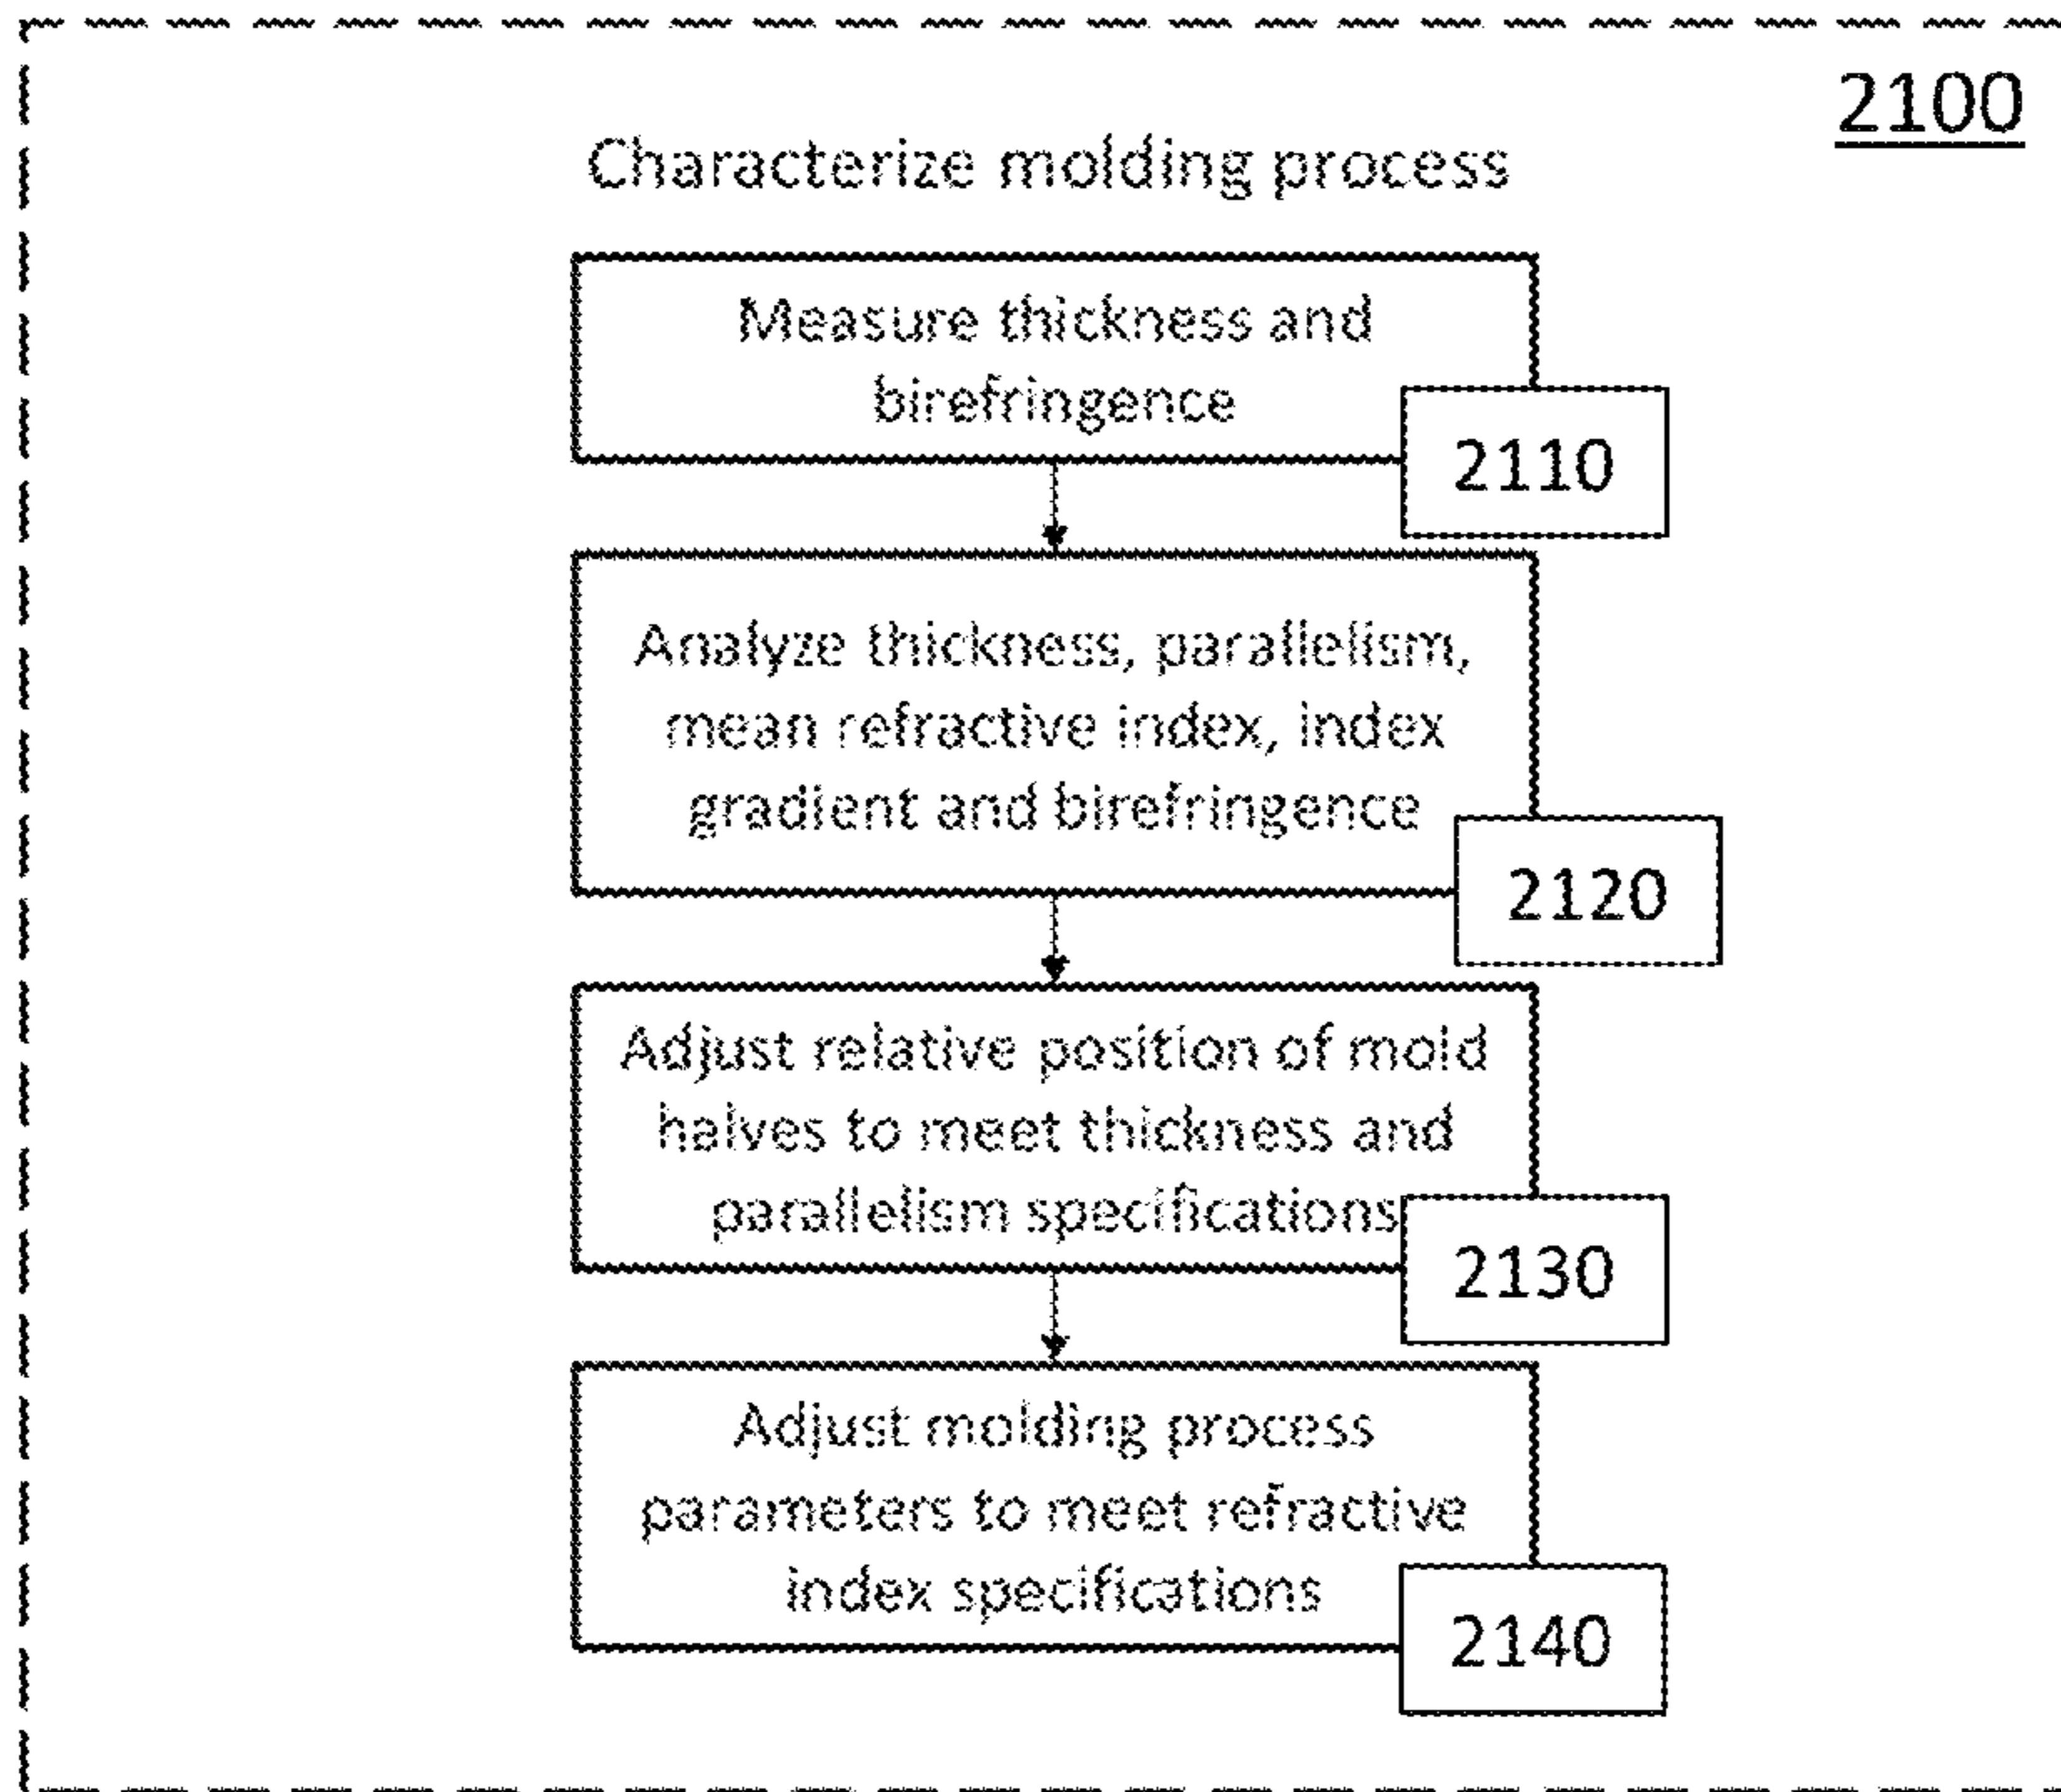 2100
Characterize molding process
Measure thickness and
birefringence
2110
Analyze thickness, parallelism,
mean refractive index, index
gradient and birefringence
2120
Adjust relative position of mold
halves to meet thickness and
parallelism specifications
2130
Adjust molding process
parameters to meet refractive
index specifications
2140